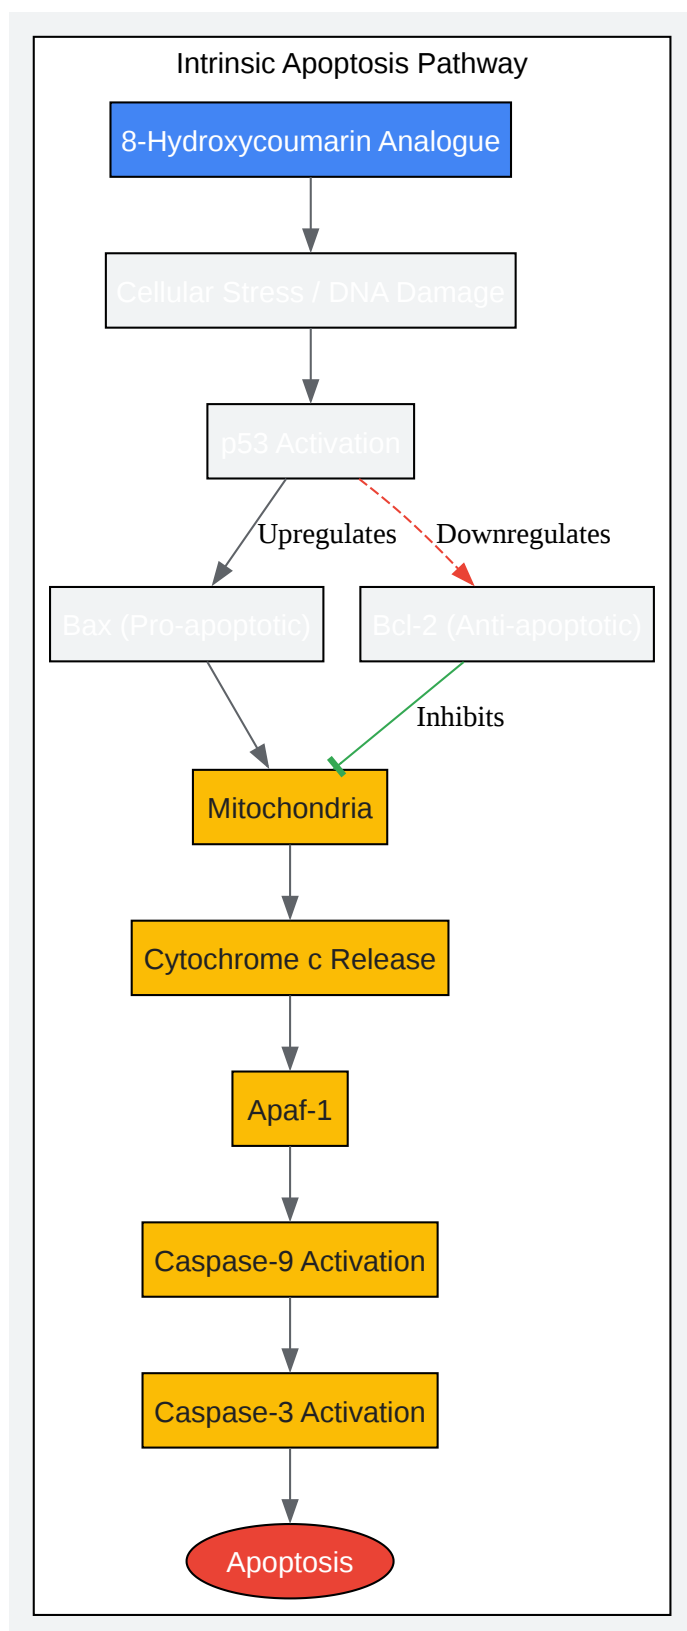 Intrinsic Apoptosis Pathway
8-Hydroxycoumarin Analogue
Cellular Stress / DNA Damage
p53 Activation
Upregulates
Downregulates
Bax (Pro-apoptotic)
Bcl-2 (Anti-apoptotic)
Inhibits
Mitochondria
Cytochrome c Release
Apaf-1
Caspase-9 Activation
Caspase-3 Activation
Apoptosis